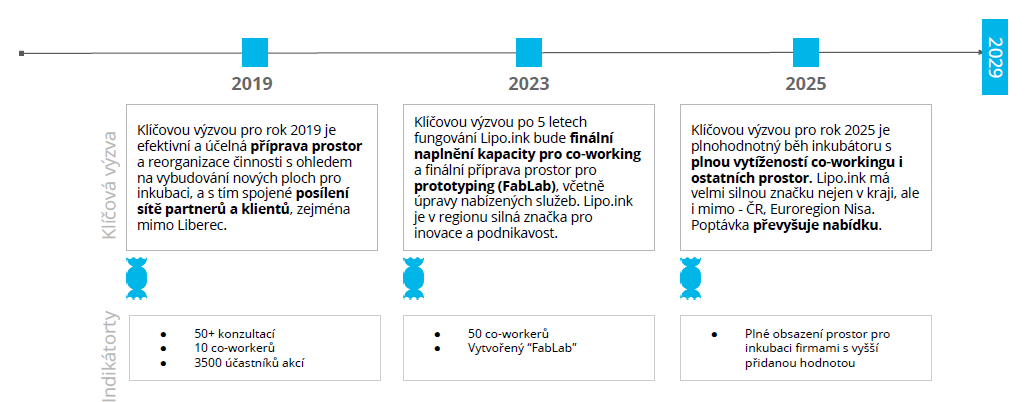 2029
2019
2023
2025
Klíčová výzva
Klíčovou výzvou pro rok 2019 je
efektivní a účelná příprava prostor
a reorganizace činnosti s ohledem
na vybudování nových ploch pro
inkubaci, a s tím spojené posílení
sítě partnerů a klientů, zejména
mimo Liberec.
Klíčovou výzvou po 5 letech
fungování Lipo.ink bude finální
naplnění kapacity pro co-working
a finální příprava prostor pro
prototyping (FabLab), včetně
úpravy nabízených služeb. Lipo.ink
je v regionu silná značka pro
inovace a podnikavost.
Klíčovou výzvou pro rok 2025 je
plnohodnotný běh inkubátoru s
plnou vytížeností co-workingu i
ostatních prostor. Lipo.ink má
velmi silnou značku nejen v kraji, ale
i mimo - ČR, Euroregion Nisa.
Poptávka převyšuje nabídku.
Indikátorty
● 50+ konzultací
● 10 co-workerů
● 3500 účastníků akcí
● 50 co-workerů
● Vytvořený “FabLab”
● Plné obsazení prostor pro
inkubaci firmami s vyšší
přidanou hodnotou